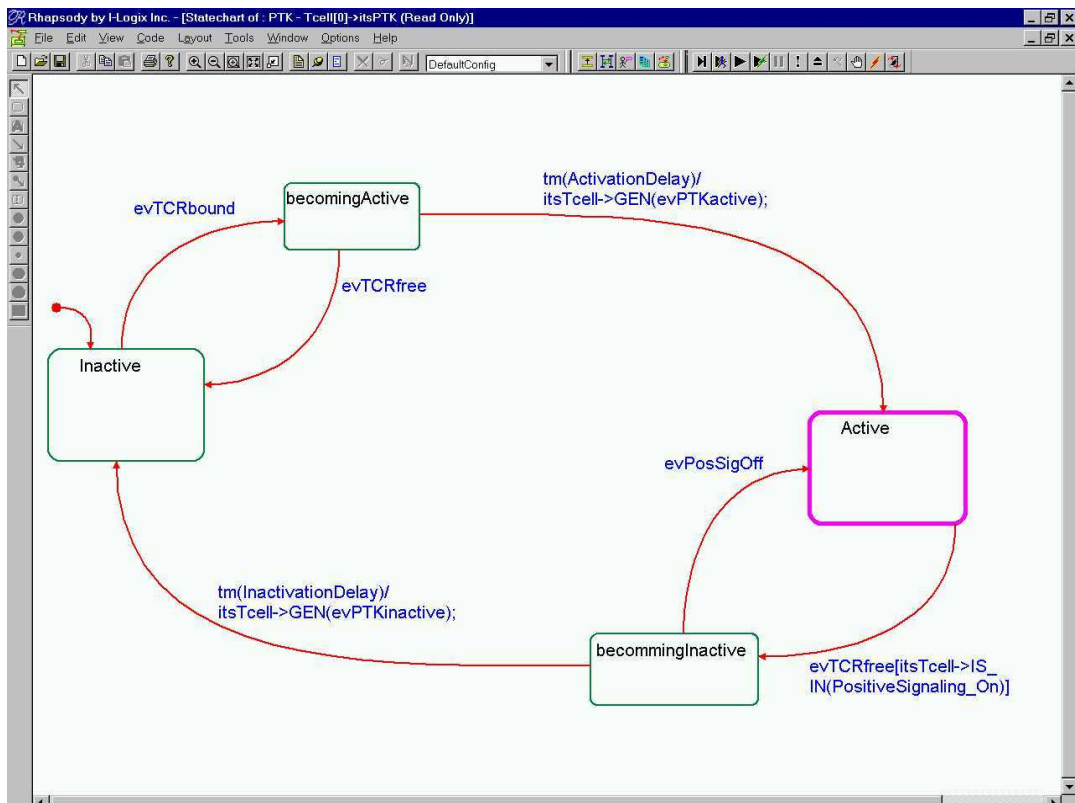 Rhapsody by I-Logix Inc. - [Statechart of : PTK - Tcell[0]->itsPTK (Read Only)]
File Edit View Code Layout Tools Window Options Help
DefaultConfig
becomingActive
tm(ActivationDelay)/
itsTcell->GEN(evPTKactive);
evTCRbound
evTCRfree
Inactive
Active
evPosSigOff
tm(InactivationDelay)/
itsTcell->GEN(evPTKinactive);
becommingInactive
evTCRfree[itsTcell->IS_
IN(PositiveSignaling_On)]